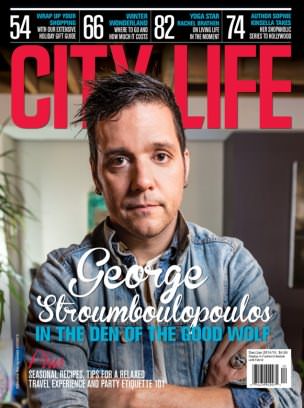 54
WRAP UP YOUR
SHOPPING
WITH OUR EXTENSIVE
HOLIDAY GIFT GUIDE
66
WINTER
WONDERLAND
WHERE TO GO AND
HOW MUCH IT COSTS
82
YOGA STAR
RACHEL BRATHEN
ON LIVING LIFE
IN THE MOMENT
74
AUTHOR SOPHIE
KINSELLA TAKES
HER SHOPAHOLIC
SERIES TO HOLLYWOOD
CITY LIFE
George
Stroumboulopoulos
IN THE DEN OF THE GOOD WOLF
Plus
SEASONAL RECIPES, TIPS FOR A RELAXED
TRAVEL EXPERIENCE AND PARTY ETIQUETTE 101